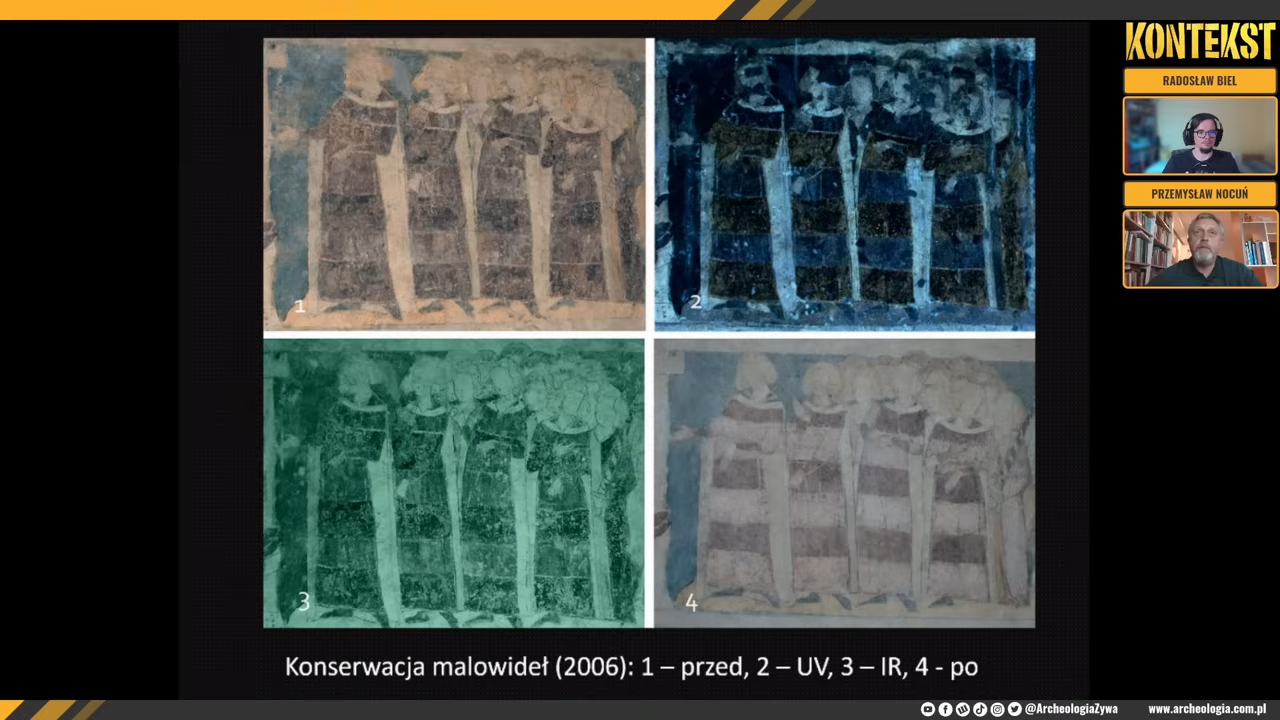 KONTEKST
RADOSŁAW BIEL
PRZEMYSŁAW NOCUŃ
1
2
3
4
Konserwacja malowideł (2006): 1 – przed, 2 – UV, 3 – IR, 4 - po
@ArcheologiaZywa www.archeologia.com.pl